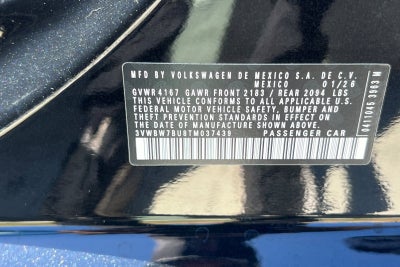 MFD BY VOLKSWAGEN DE MEXICO S.A. DE C.V.
MEXICO 01/26
GVWR 4167 GAWR FRONT 2183 / REAR 2094 LBS
THIS VEHICLE CONFORMS TO ALL APPLICABLE U.S.
FEDERAL MOTOR VEHICLE SAFETY, BUMPER AND
THEFT PREVENTION STANDARDS IN EFFECT ON
THE DATE OF MANUFACTURE SHOWN ABOVE
3VWBW7BU8TM037439 PASSENGER CAR